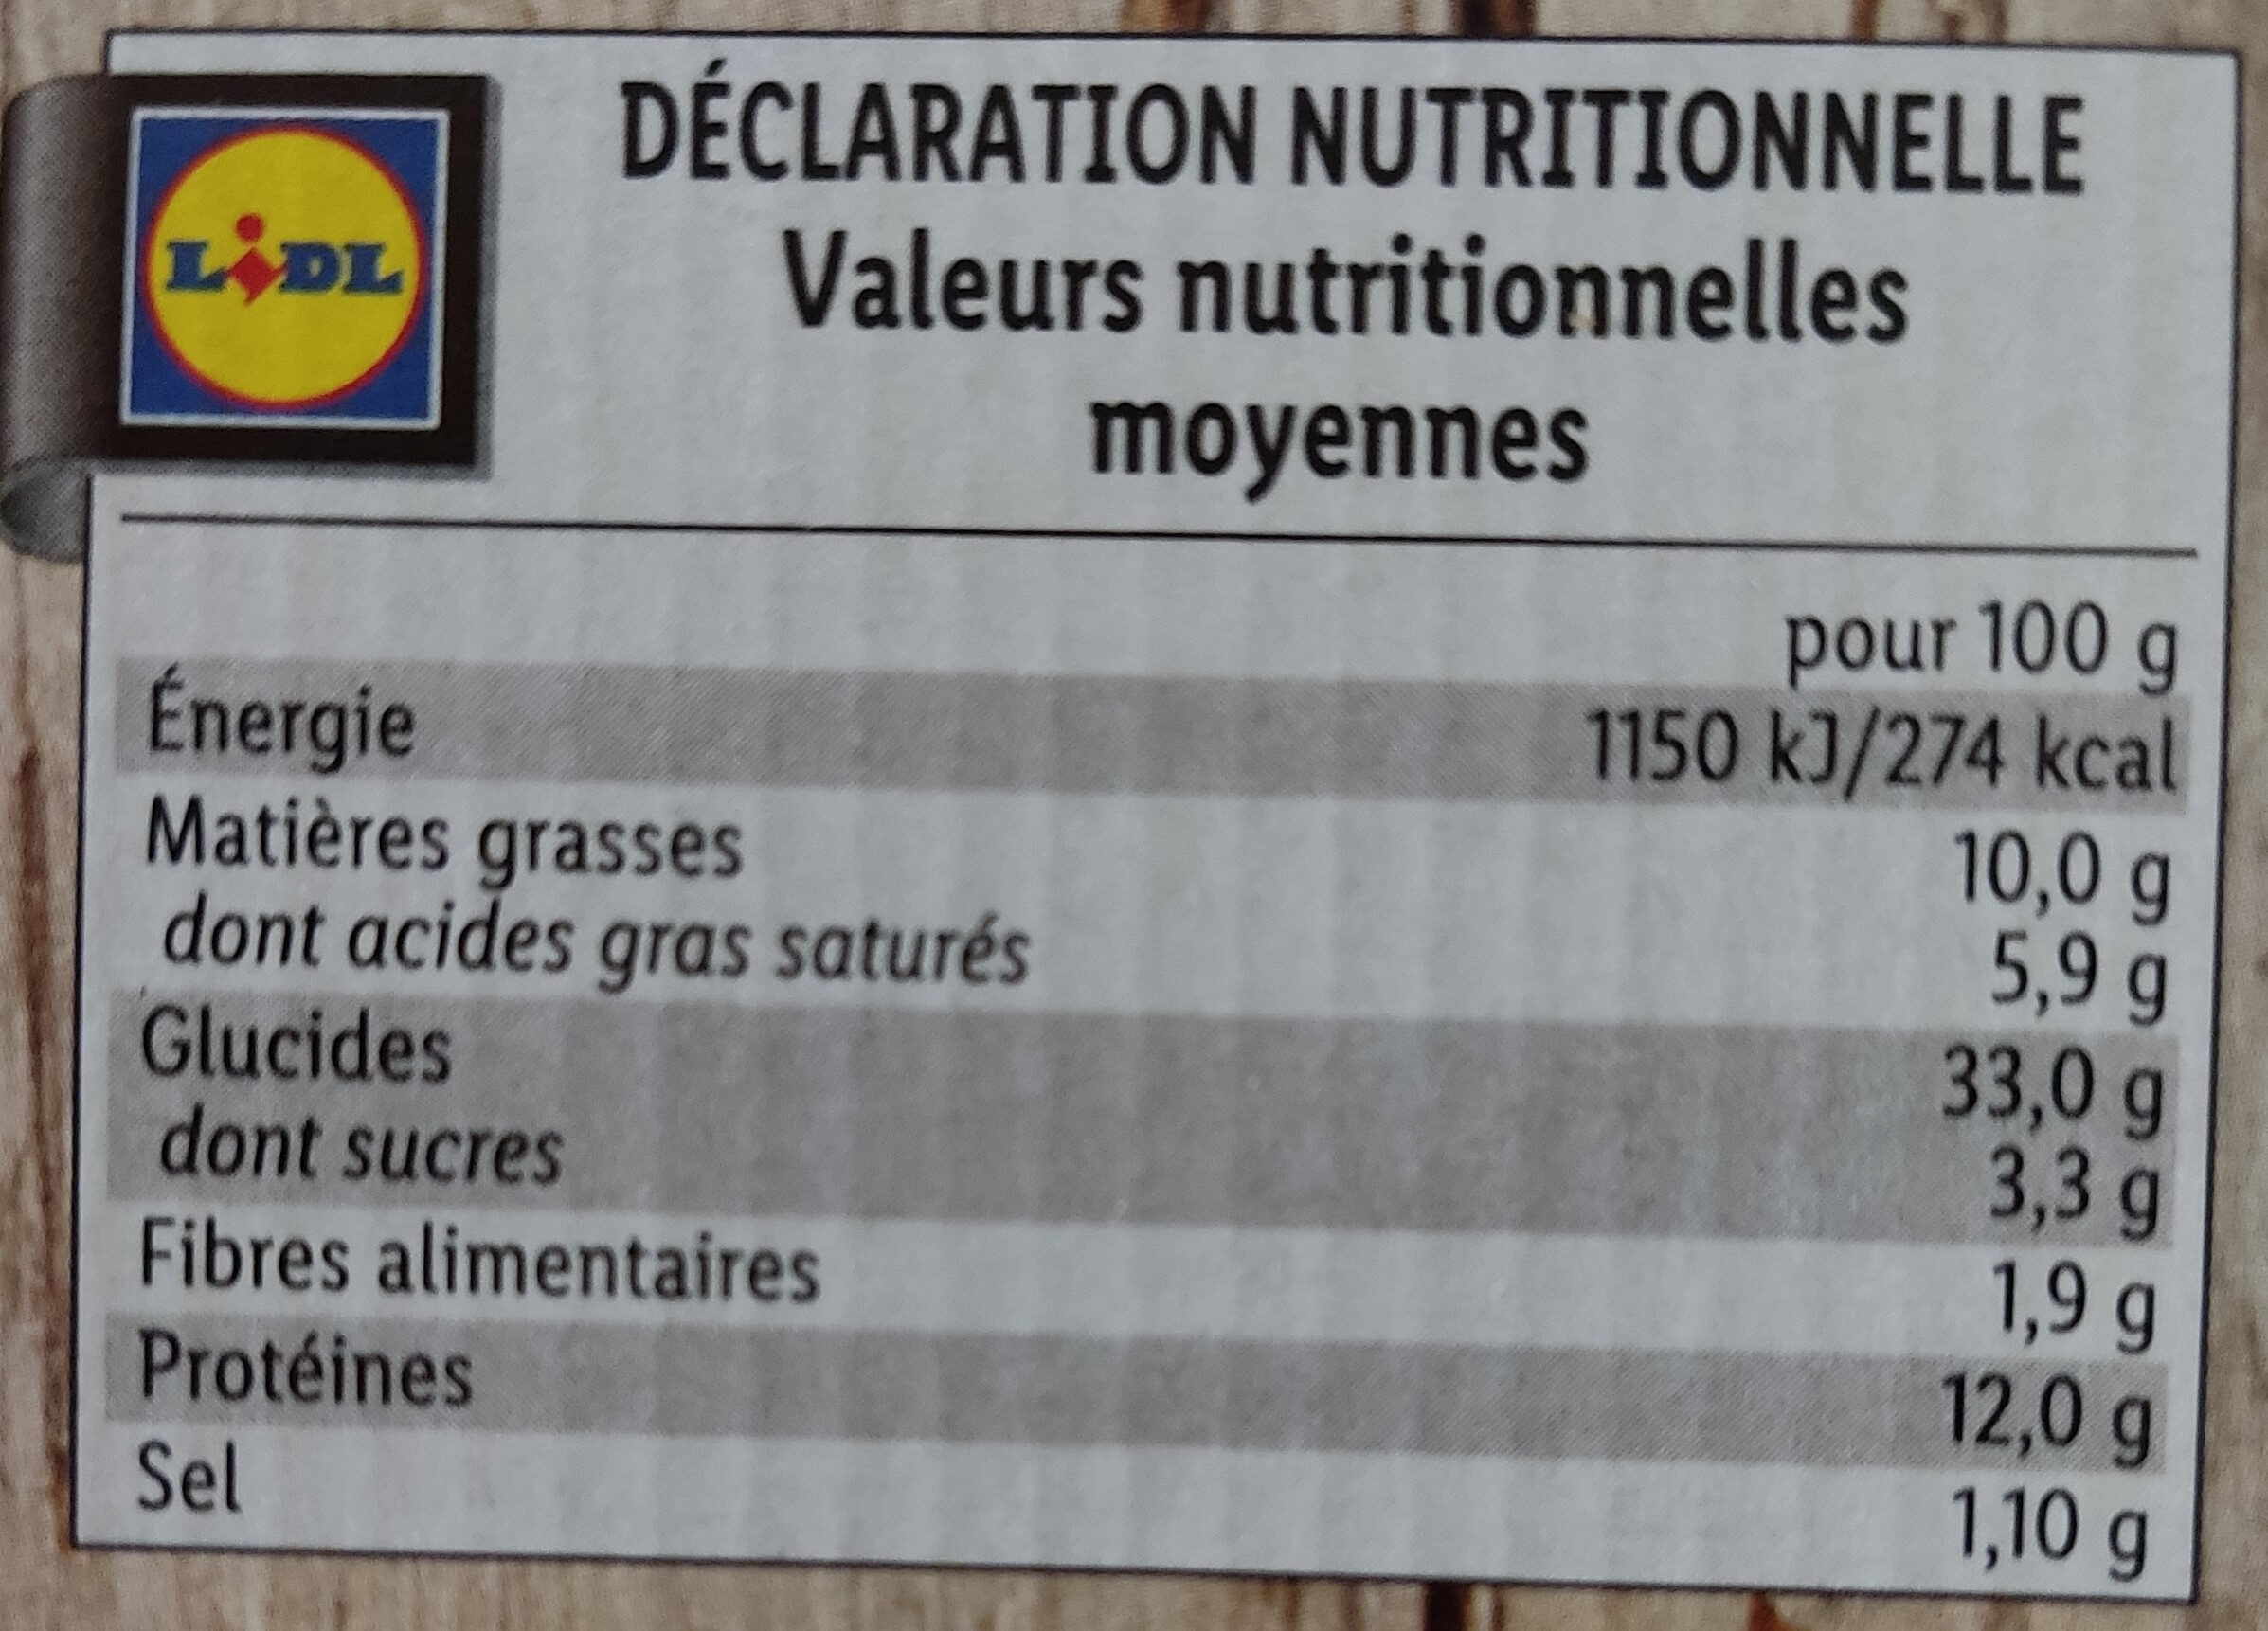 LIDL
DÉCLARATION NUTRITIONNELLE
Valeurs nutritionnelles
moyennes
pour 100 g
Énergie 1150 kJ/274 kcal
Matières grasses 10,0 g
dont acides gras saturés 5,9 g
Glucides 33,0 g
dont sucres 3,3 g
Fibres alimentaires 1,9 g
Protéines 12,0 g
Sel 1,10 g